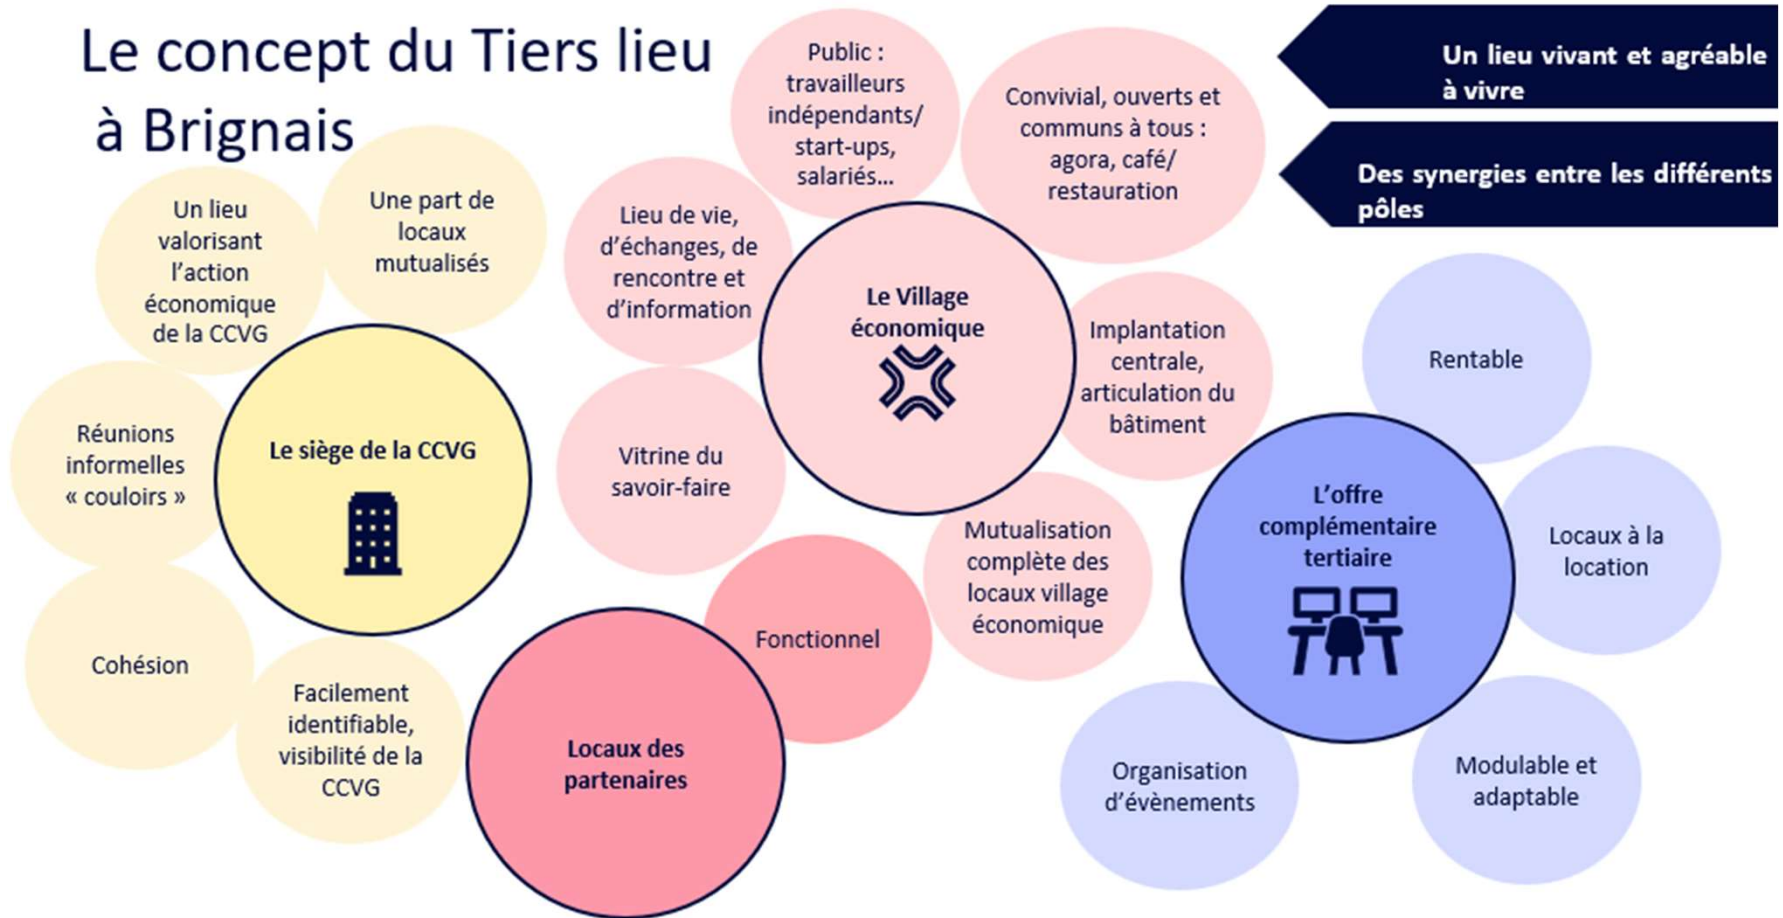 Le concept du Tiers lieu
à Brignais
Un lieu vivant et agréable
à vivre
Des synergies entre les différents
pôles
Un lieu
valorisant
l’action
économique
de la CCVG
Une part de
locaux
mutualisés
Réunions
informelles
« couloirs »
Le siège de la CCVG
Cohésion
Facilement
identifiable,
visibilité de la
CCVG
Public :
travailleurs
indépendants/
start-ups,
salariés...
Convivial, ouverts et
communs à tous :
agora, café/
restauration
Lieu de vie,
d’échanges, de
rencontre et
d’information
Le Village
économique
Implantation
centrale,
articulation du
bâtiment
Vitrine du
savoir-faire
Mutualisation
complète des
locaux village
économique
Fonctionnel
Locaux des
partenaires
Rentable
L’offre
complémentaire
tertiaire
Locaux à la
location
Organisation
d’évènements
Modulable et
adaptable